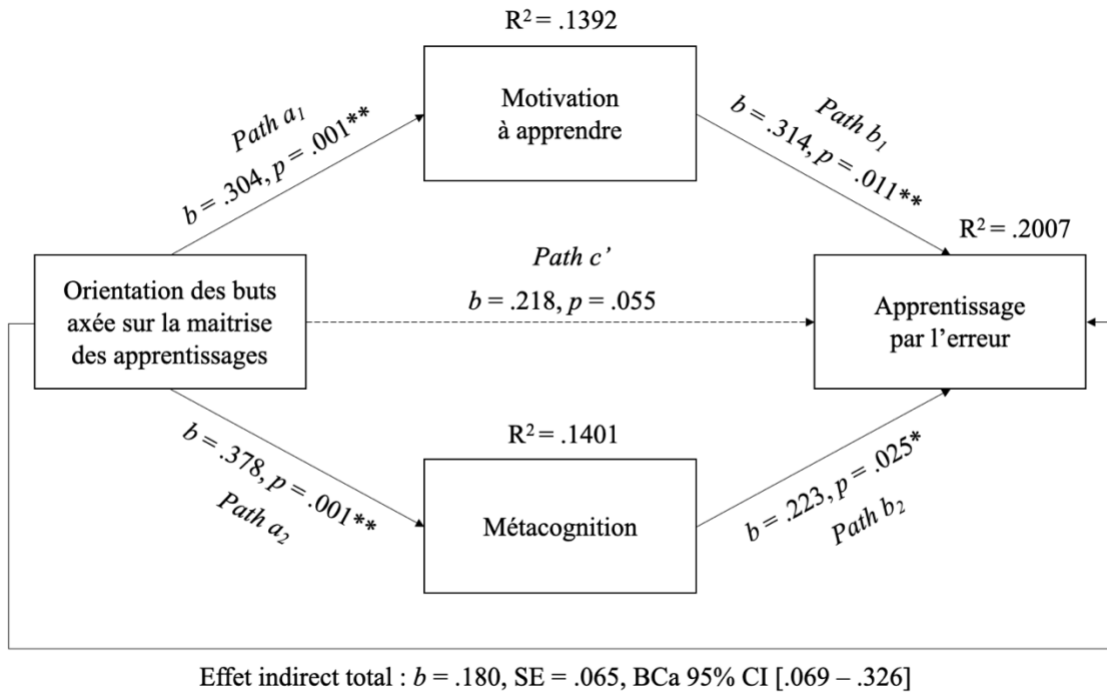 R² = .1392
Motivation
à apprendre
Path a₁
b = .304, p = .001**
Path b₁
b = .314, p = .011**
R² = .2007
Orientation des buts
axée sur la maitrise
des apprentissages
Path c’
b = .218, p = .055
Apprentissage
par l’erreur
R² = .1401
Métacognition
b = .378, p = .001**
Path a₂
b = .223, p = .025*
Path b₂
Effet indirect total : b = .180, SE = .065, BCa 95% CI [.069 – .326]